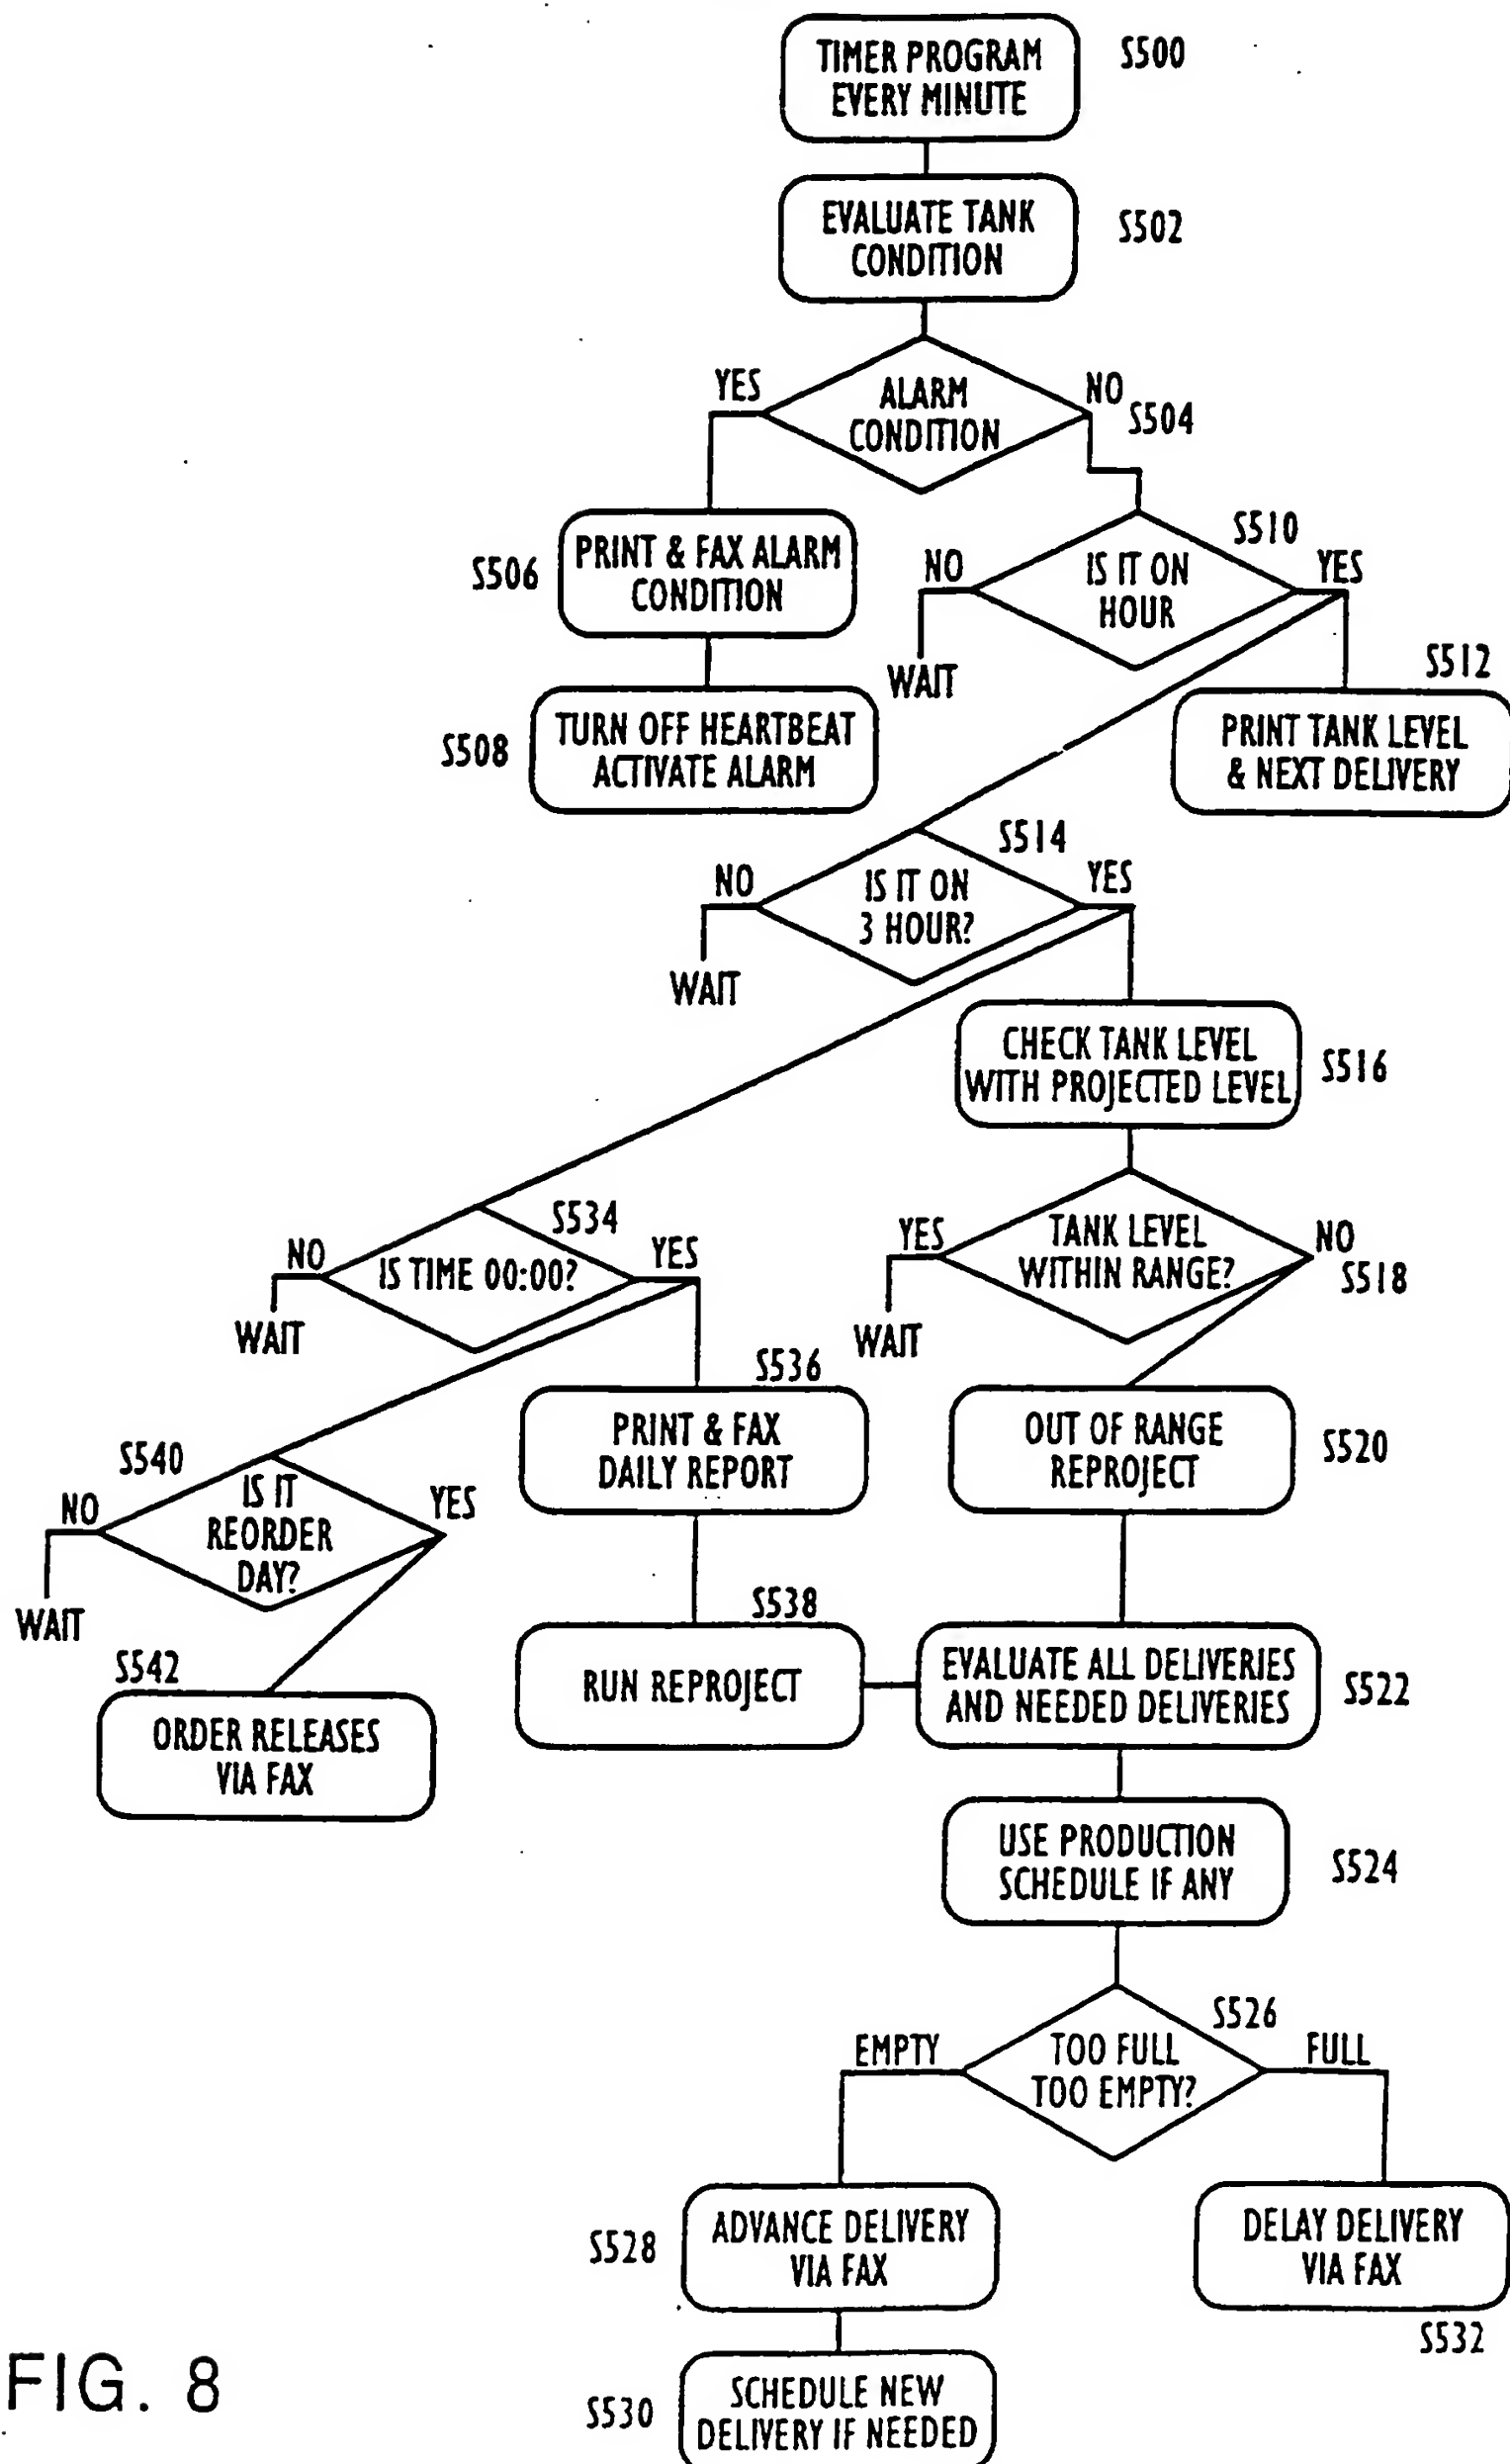 TIMER PROGRAM
EVERY MINUTE
S500
EVALUATE TANK
CONDITION
S502
YES
ALARM
CONDITION
NO
S504
S506
PRINT & FAX ALARM
CONDITION
S510
NO
IS IT ON
HOUR
YES
WAIT
S508
TURN OFF HEARTBEAT
ACTIVATE ALARM
S512
PRINT TANK LEVEL
& NEXT DELIVERY
S514
NO
IS IT ON
3 HOUR?
YES
WAIT
CHECK TANK LEVEL
WITH PROJECTED LEVEL
S516
S534
NO
IS TIME 00:00?
YES
WAIT
YES
TANK LEVEL
WITHIN RANGE?
NO
S518
WAIT
S536
PRINT & FAX
DAILY REPORT
OUT OF RANGE
REPROJECT
S520
S540
NO
IS IT
REORDER
DAY?
YES
WAIT
S538
RUN REPROJECT
EVALUATE ALL DELIVERIES
AND NEEDED DELIVERIES
S522
S542
ORDER RELEASES
VIA FAX
USE PRODUCTION
SCHEDULE IF ANY
S524
S526
EMPTY
TOO FULL
TOO EMPTY?
FULL
S528
ADVANCE DELIVERY
VIA FAX
DELAY DELIVERY
VIA FAX
S532
S530
SCHEDULE NEW
DELIVERY IF NEEDED
FIG. 8